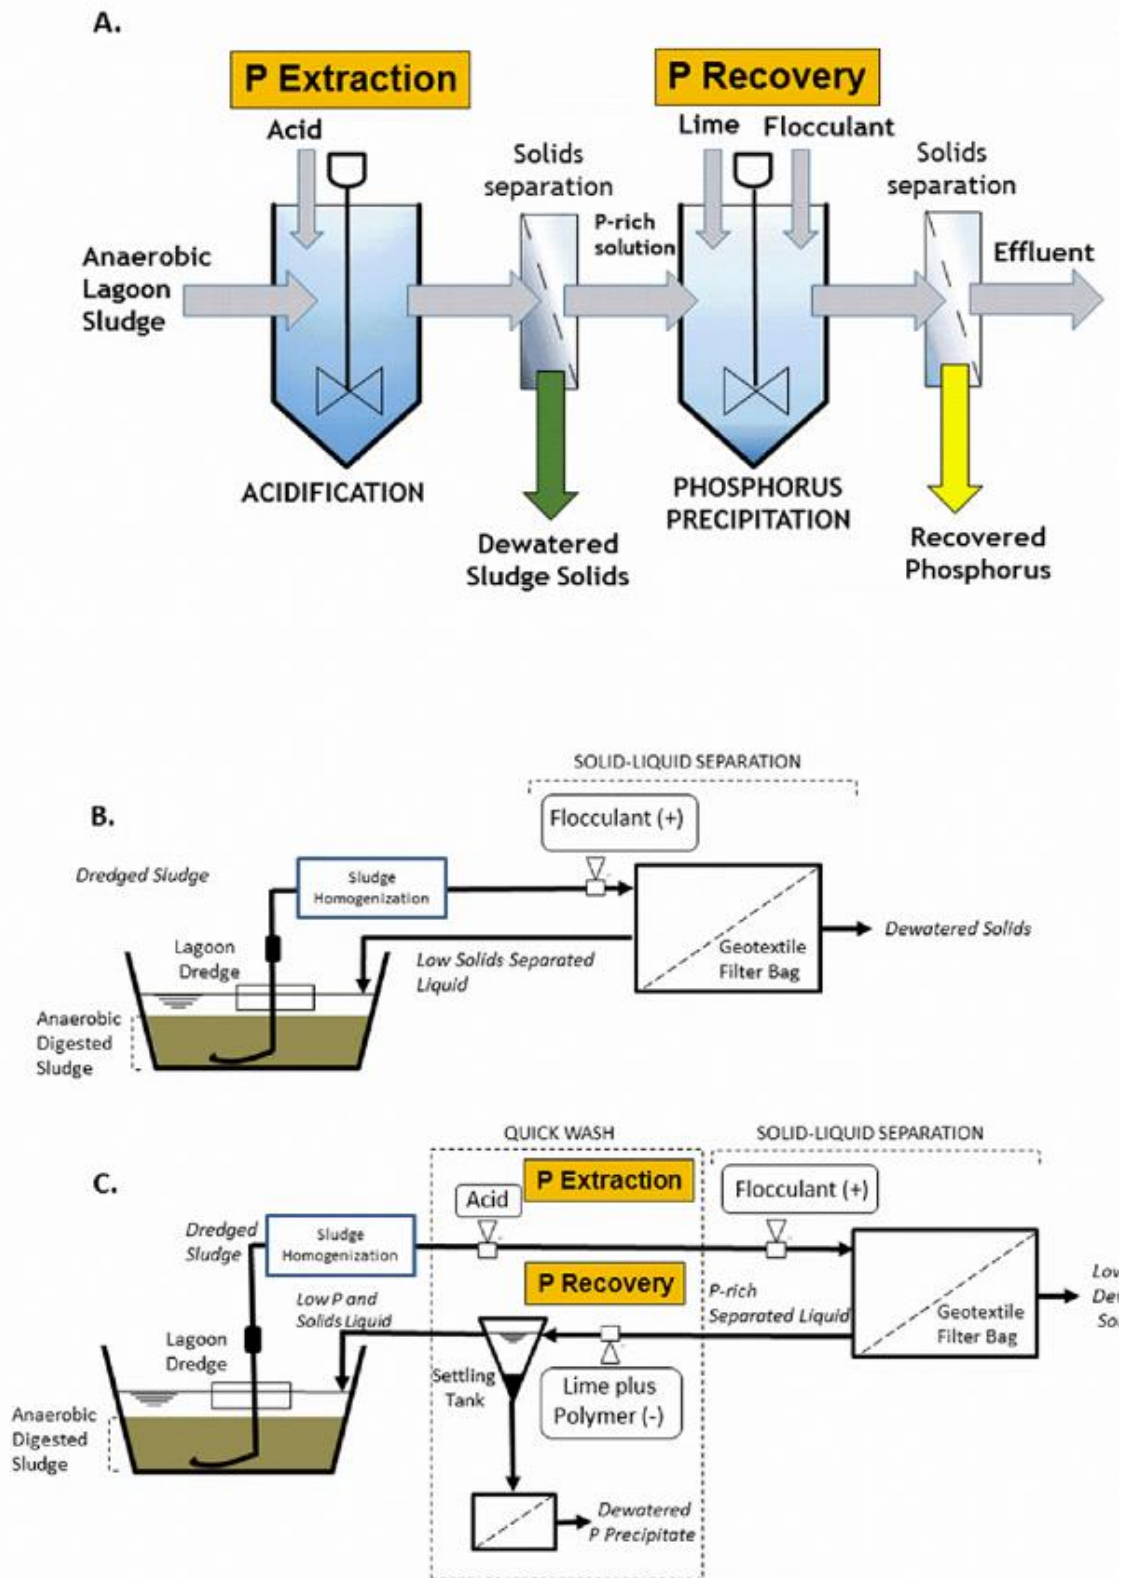 A.
P Extraction
P Recovery
Acid
Lime Flocculant
Solids
separation
Solids
separation
P-rich
solution
Anaerobic
Lagoon
Sludge
Effluent
ACIDIFICATION
PHOSPHORUS
PRECIPITATION
Dewatered
Sludge Solids
Recovered
Phosphorus
SOLID-LIQUID SEPARATION
B.
Flocculant (+)
Dredged Sludge
Sludge
Homogenization
Lagoon
Dredge
Low Solids Separated
Liquid
Geotextile
Filter Bag
Dewatered Solids
Anaerobic
Digested
Sludge
QUICK WASH
SOLID-LIQUID SEPARATION
C.
P Extraction
Acid
Flocculant (+)
Dredged
Sludge
Sludge
Homogenization
P Recovery
Low P and
Solids Liquid
P-rich
Separated Liquid
Geotextile
Filter Bag
Lagoon
Dredge
Settling
Tank
Lime plus
Polymer (-)
Anaerobic
Digested
Sludge
Dewatered
P Precipitate